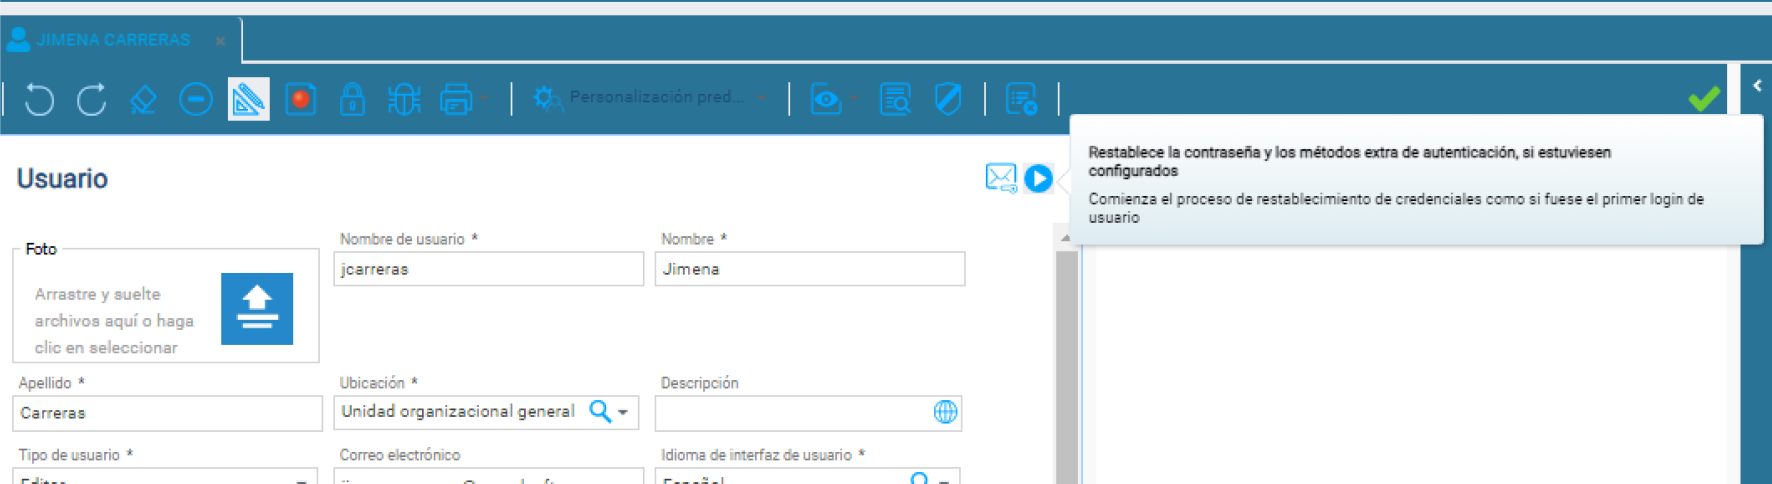 JIMENA CARRERAS
Personalización pred...
Restablece la contraseña y los métodos extra de autenticación, si estuviesen
configurados
Comienza el proceso de restablecimiento de credenciales como si fuese el primer login de
usuario
Usuario
Foto
Arrastre y suelte
archivos aquí o haga
clic en seleccionar
Nombre de usuario *
jcarreras
Nombre *
Jimena
Apellido *
Carreras
Ubicación *
Unidad organizacional general
Descripción
Tipo de usuario *
Editor
Correo electrónico
Idioma de interfaz de usuario *
Español